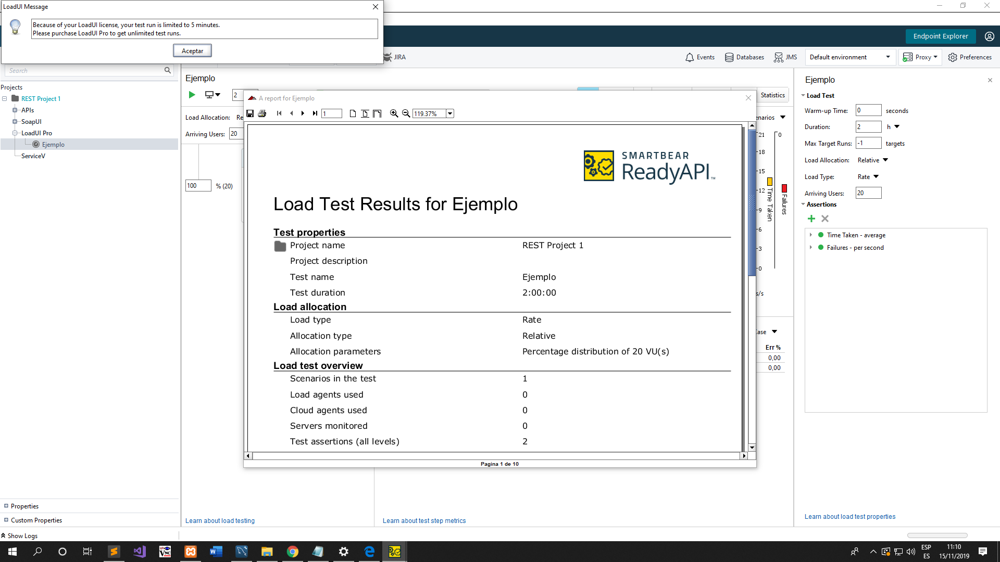 LoadUI Message
Because of your LoadUI license, your test run is limited to 5 minutes.
Please purchase LoadUI Pro to get unlimited test runs.
Aceptar
Endpoint Explorer
JIRA
Events
Databases
JMS
Default environment
Proxy
Preferences
Search
Projects
REST Project 1
APIs
SoapUI
LoadUI Pro
Ejemplo
ServiceV
Properties
Custom Properties
Show Logs
Ejemplo
2
Statistics
Load Allocation: Re
Arriving Users: 20
100 % (20)
A report for Ejemplo
1
119.37%
SMARTBEAR
ReadyAPI™
Load Test Results for Ejemplo
Test properties
Project name REST Project 1
Project description
Test name Ejemplo
Test duration 2:00:00
Load allocation
Load type Rate
Allocation type Relative
Allocation parameters Percentage distribution of 20 VU(s)
Load test overview
Scenarios in the test 1
Load agents used 0
Cloud agents used 0
Servers monitored 0
Test assertions (all levels) 2
Pagina 1 de 10
enarios
21
18
15
12
9
6
3
0
0
Time Taken
Failures
s/s
Case
Err %
0,00
0,00
Learn about load testing
Learn about test step metrics
Ejemplo
Load Test
Warm-up Time: 0 seconds
Duration: 2 h
Max Target Runs: -1 targets
Load Allocation: Relative
Load Type: Rate
Arriving Users: 20
Assertions
Time Taken - average
Failures - per second
Learn about load test properties
ESP
ES
11:10
15/11/2019